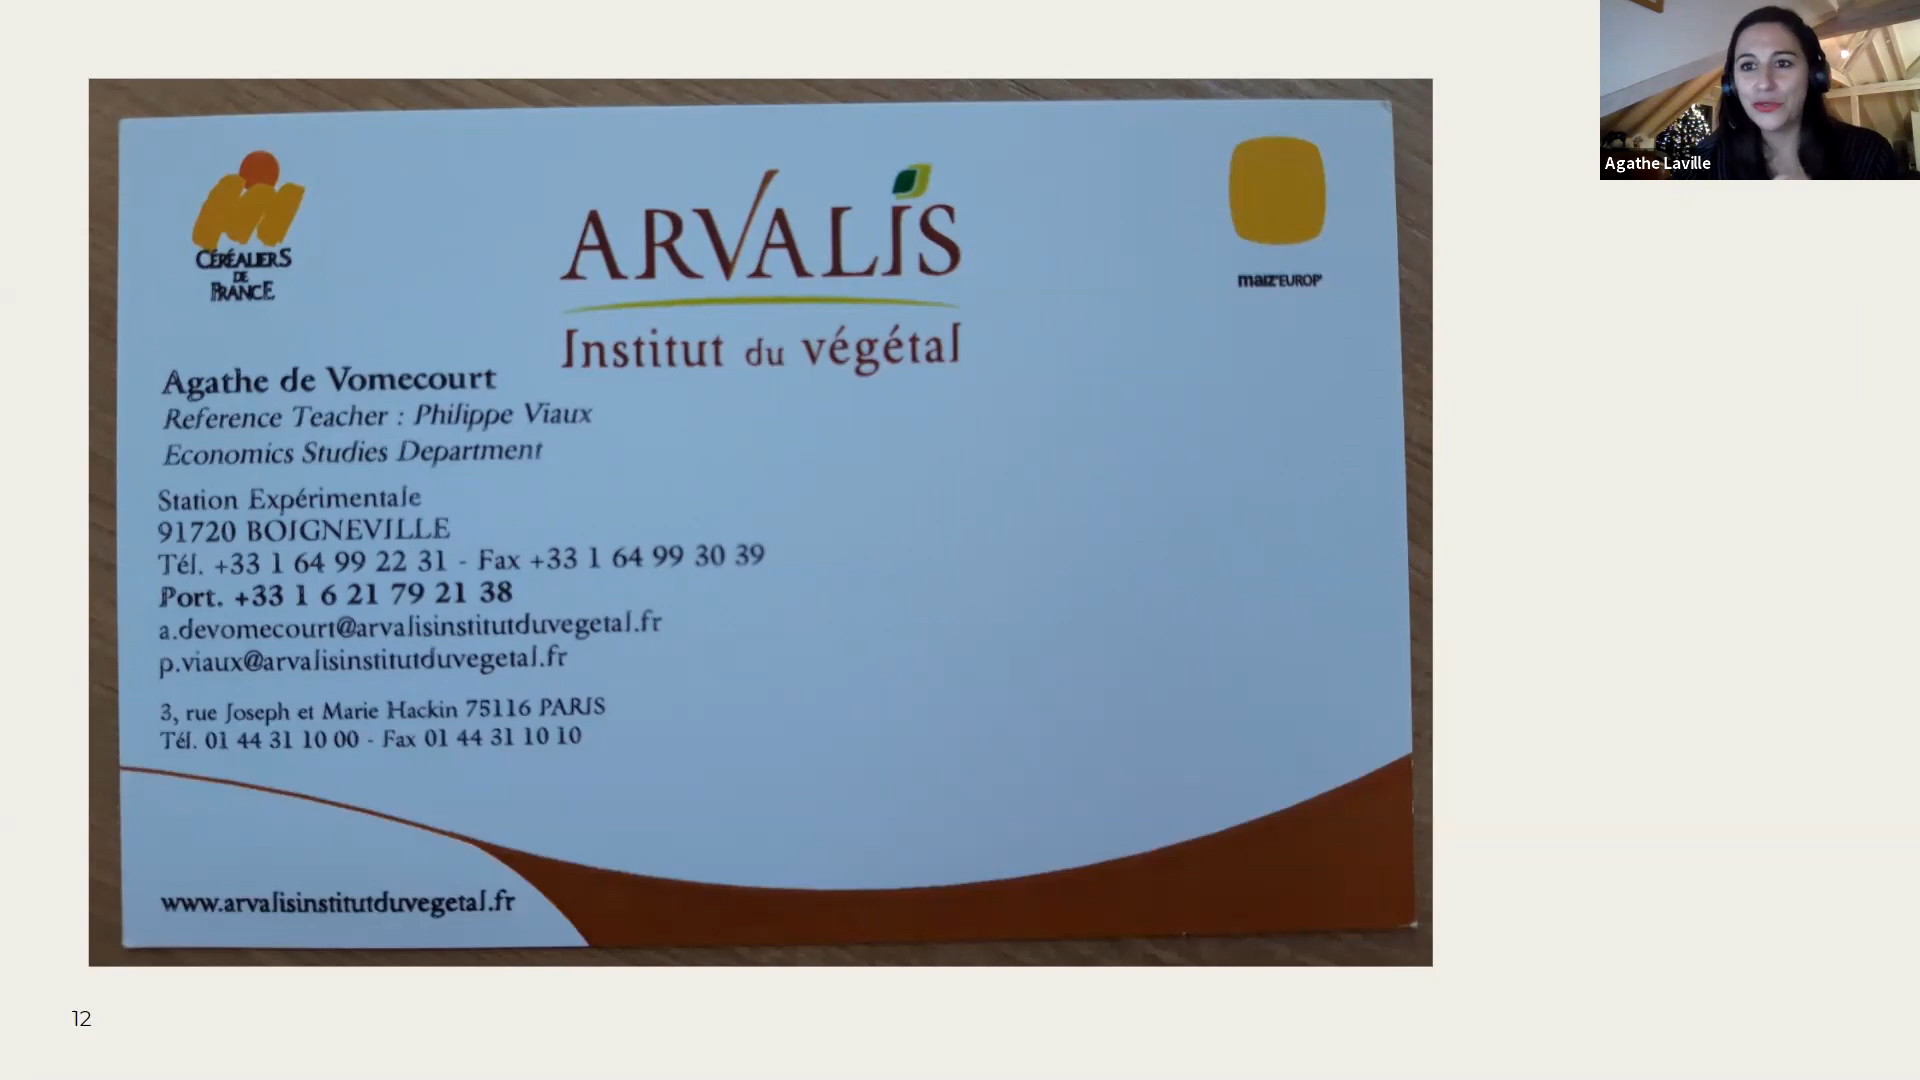 CÉRÉALIERS
DE
FRANCE
ARVALIS
Institut du végétal
maïz'EUROP'
Agathe de Vomecourt
Reference Teacher : Philippe Viaux
Economics Studies Department
Station Expérimentale
91720 BOIGNEVILLE
Tél. +33 1 64 99 22 31 - Fax +33 1 64 99 30 39
Port. +33 1 6 21 79 21 38
a.devomecourt@arvalisinstitutduvegetal.fr
p.viaux@arvalisinstitutduvegetal.fr
3, rue Joseph et Marie Hackin 75116 PARIS
Tél. 01 44 31 10 00 - Fax 01 44 31 10 10
www.arvalisinstitutduvegetal.fr
12
Agathe Laville